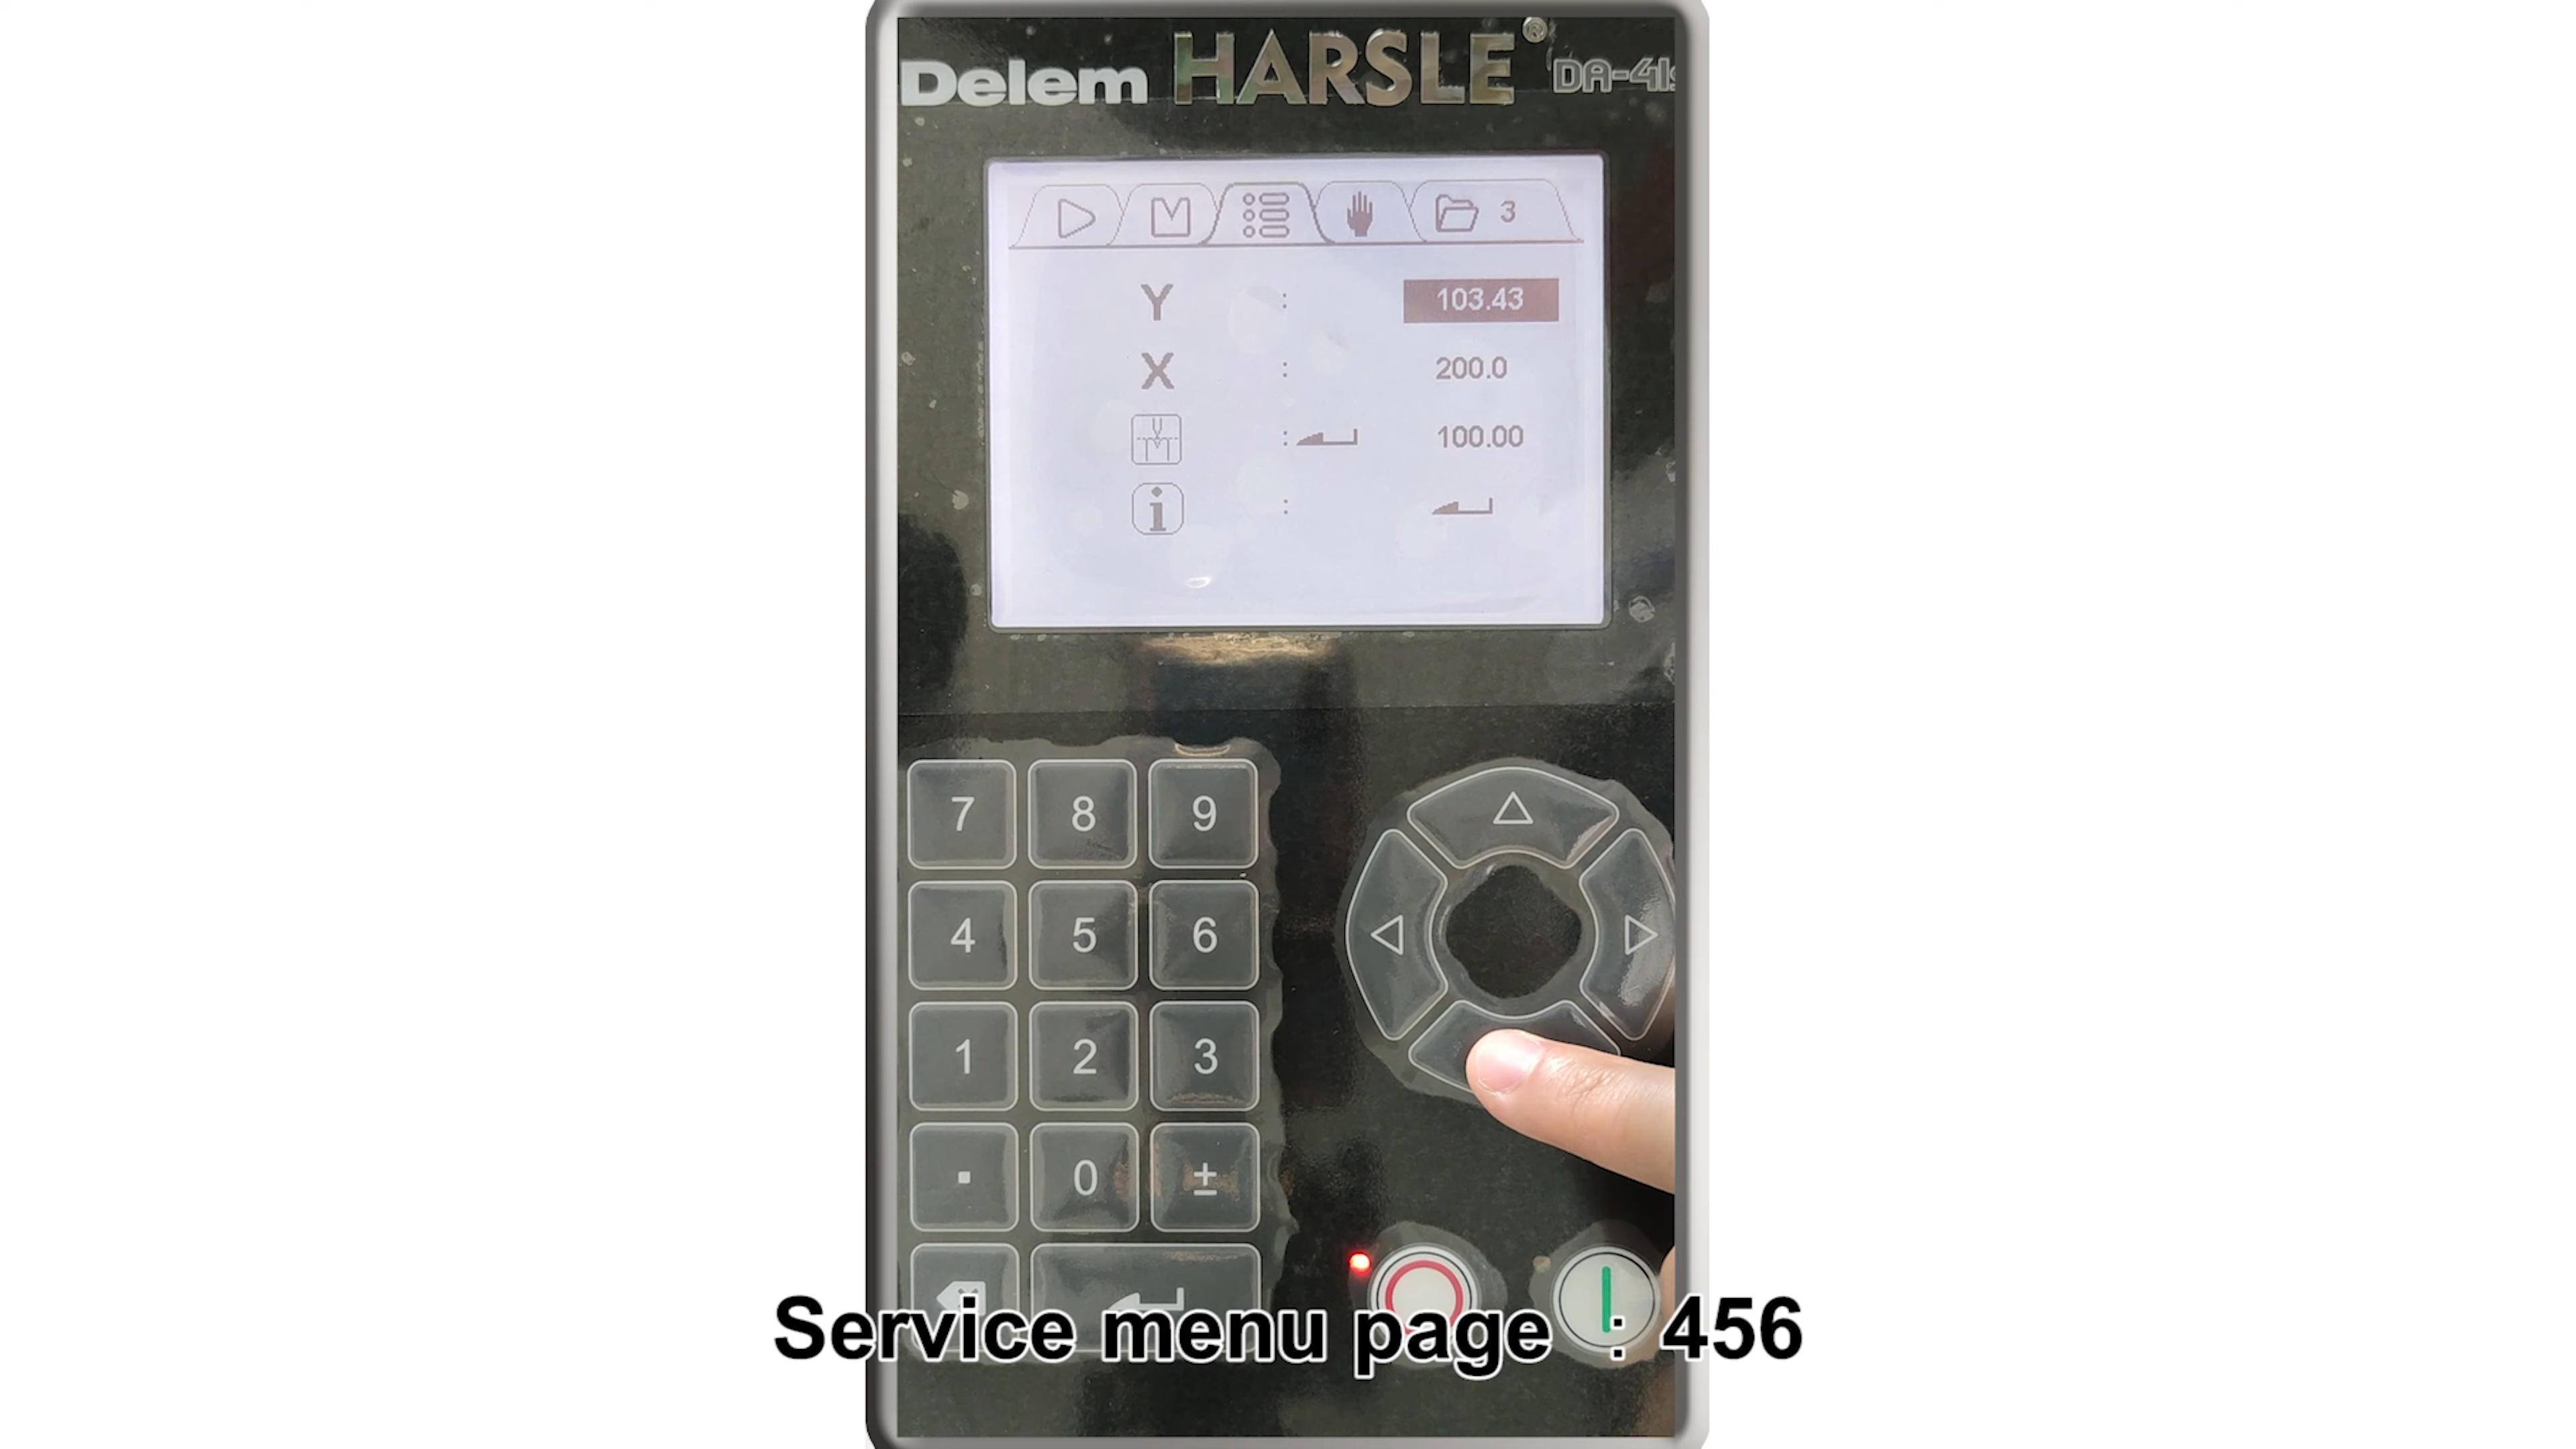 Delem HARSLE® DA-41s
3
Y : 103.43
X : 200.0
: 100.00
i :
7 8 9
4 5 6
1 2 3
. 0 ±
Service menu page : 456